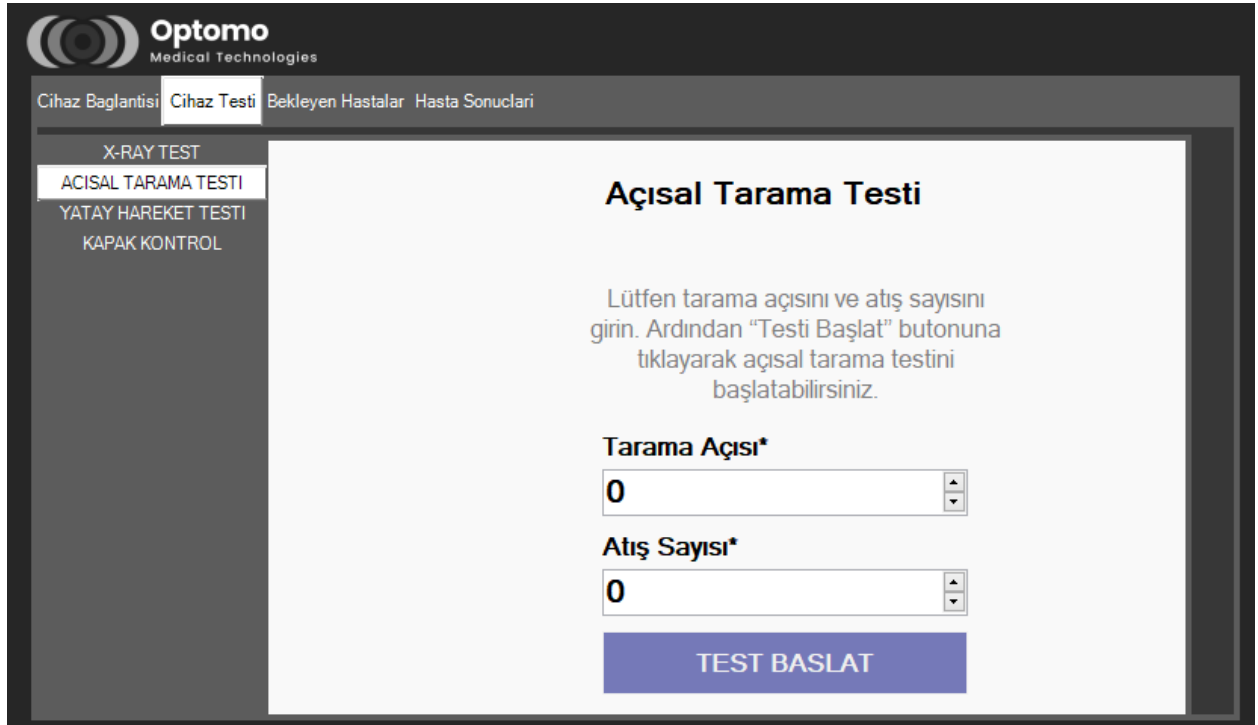 Optomo
Medical Technologies
Cihaz Baglantisi Cihaz Testi Bekleyen Hastalar Hasta Sonuclari
X-RAY TEST
ACISAL TARAMA TESTI
YATAY HAREKET TESTI
KAPAK KONTROL
Açısal Tarama Testi
Lütfen tarama açısını ve atış sayısını
girin. Ardından “Testi Başlat” butonuna
tıklayarak açısal tarama testini
başlatabilirsiniz.
Tarama Açısı*
0
Atış Sayısı*
0
TEST BASLAT